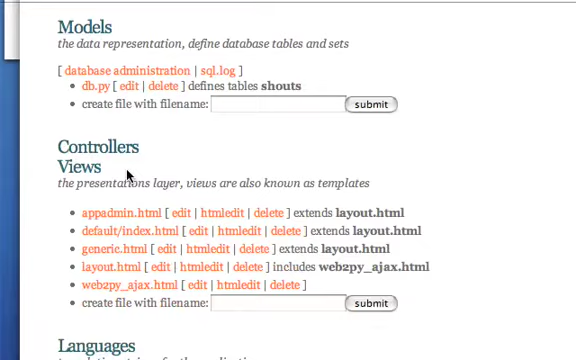 Models
the data representation, define database tables and sets
[ database administration | sql.log ]
db.py [ edit | delete ] defines tables shouts
create file with filename: submit
Controllers
Views
the presentations layer, views are also known as templates
appadmin.html [ edit | htmledit | delete ] extends layout.html
default/index.html [ edit | htmledit | delete ] extends layout.html
generic.html [ edit | htmledit | delete ] extends layout.html
layout.html [ edit | htmledit | delete ] includes web2py_ajax.html
web2py_ajax.html [ edit | htmledit | delete ]
create file with filename: submit
Languages